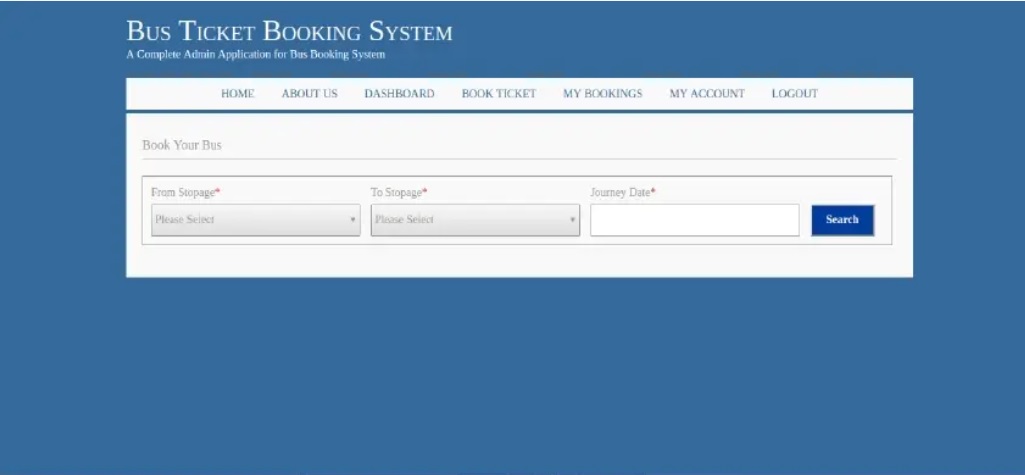 BUS TICKET BOOKING SYSTEM
A Complete Admin Application for Bus Booking System
HOME ABOUT US DASHBOARD BOOK TICKET MY BOOKINGS MY ACCOUNT LOGOUT
Book Your Bus
From Stopage* To Stopage* Journey Date*
Please Select Please Select Search